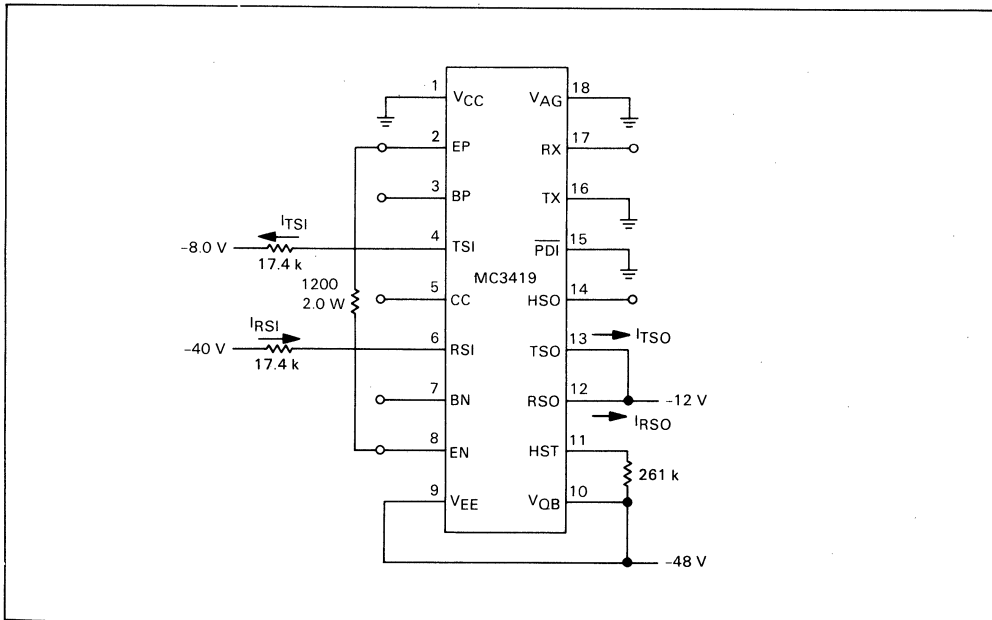 1 VCC VAG 18
2 EP RX 17
3 BP TX 16
ITSI
4 TSI PDI 15
-8.0 V
17.4 k
MC3419
1200
2.0 W
5 CC HSO 14
IRSI
ITSO
6 RSI TSO 13
-40 V
17.4 k
7 BN RSO 12
-12 V
IRSO
8 EN HST 11
261 k
9 VEE VQB 10
-48 V